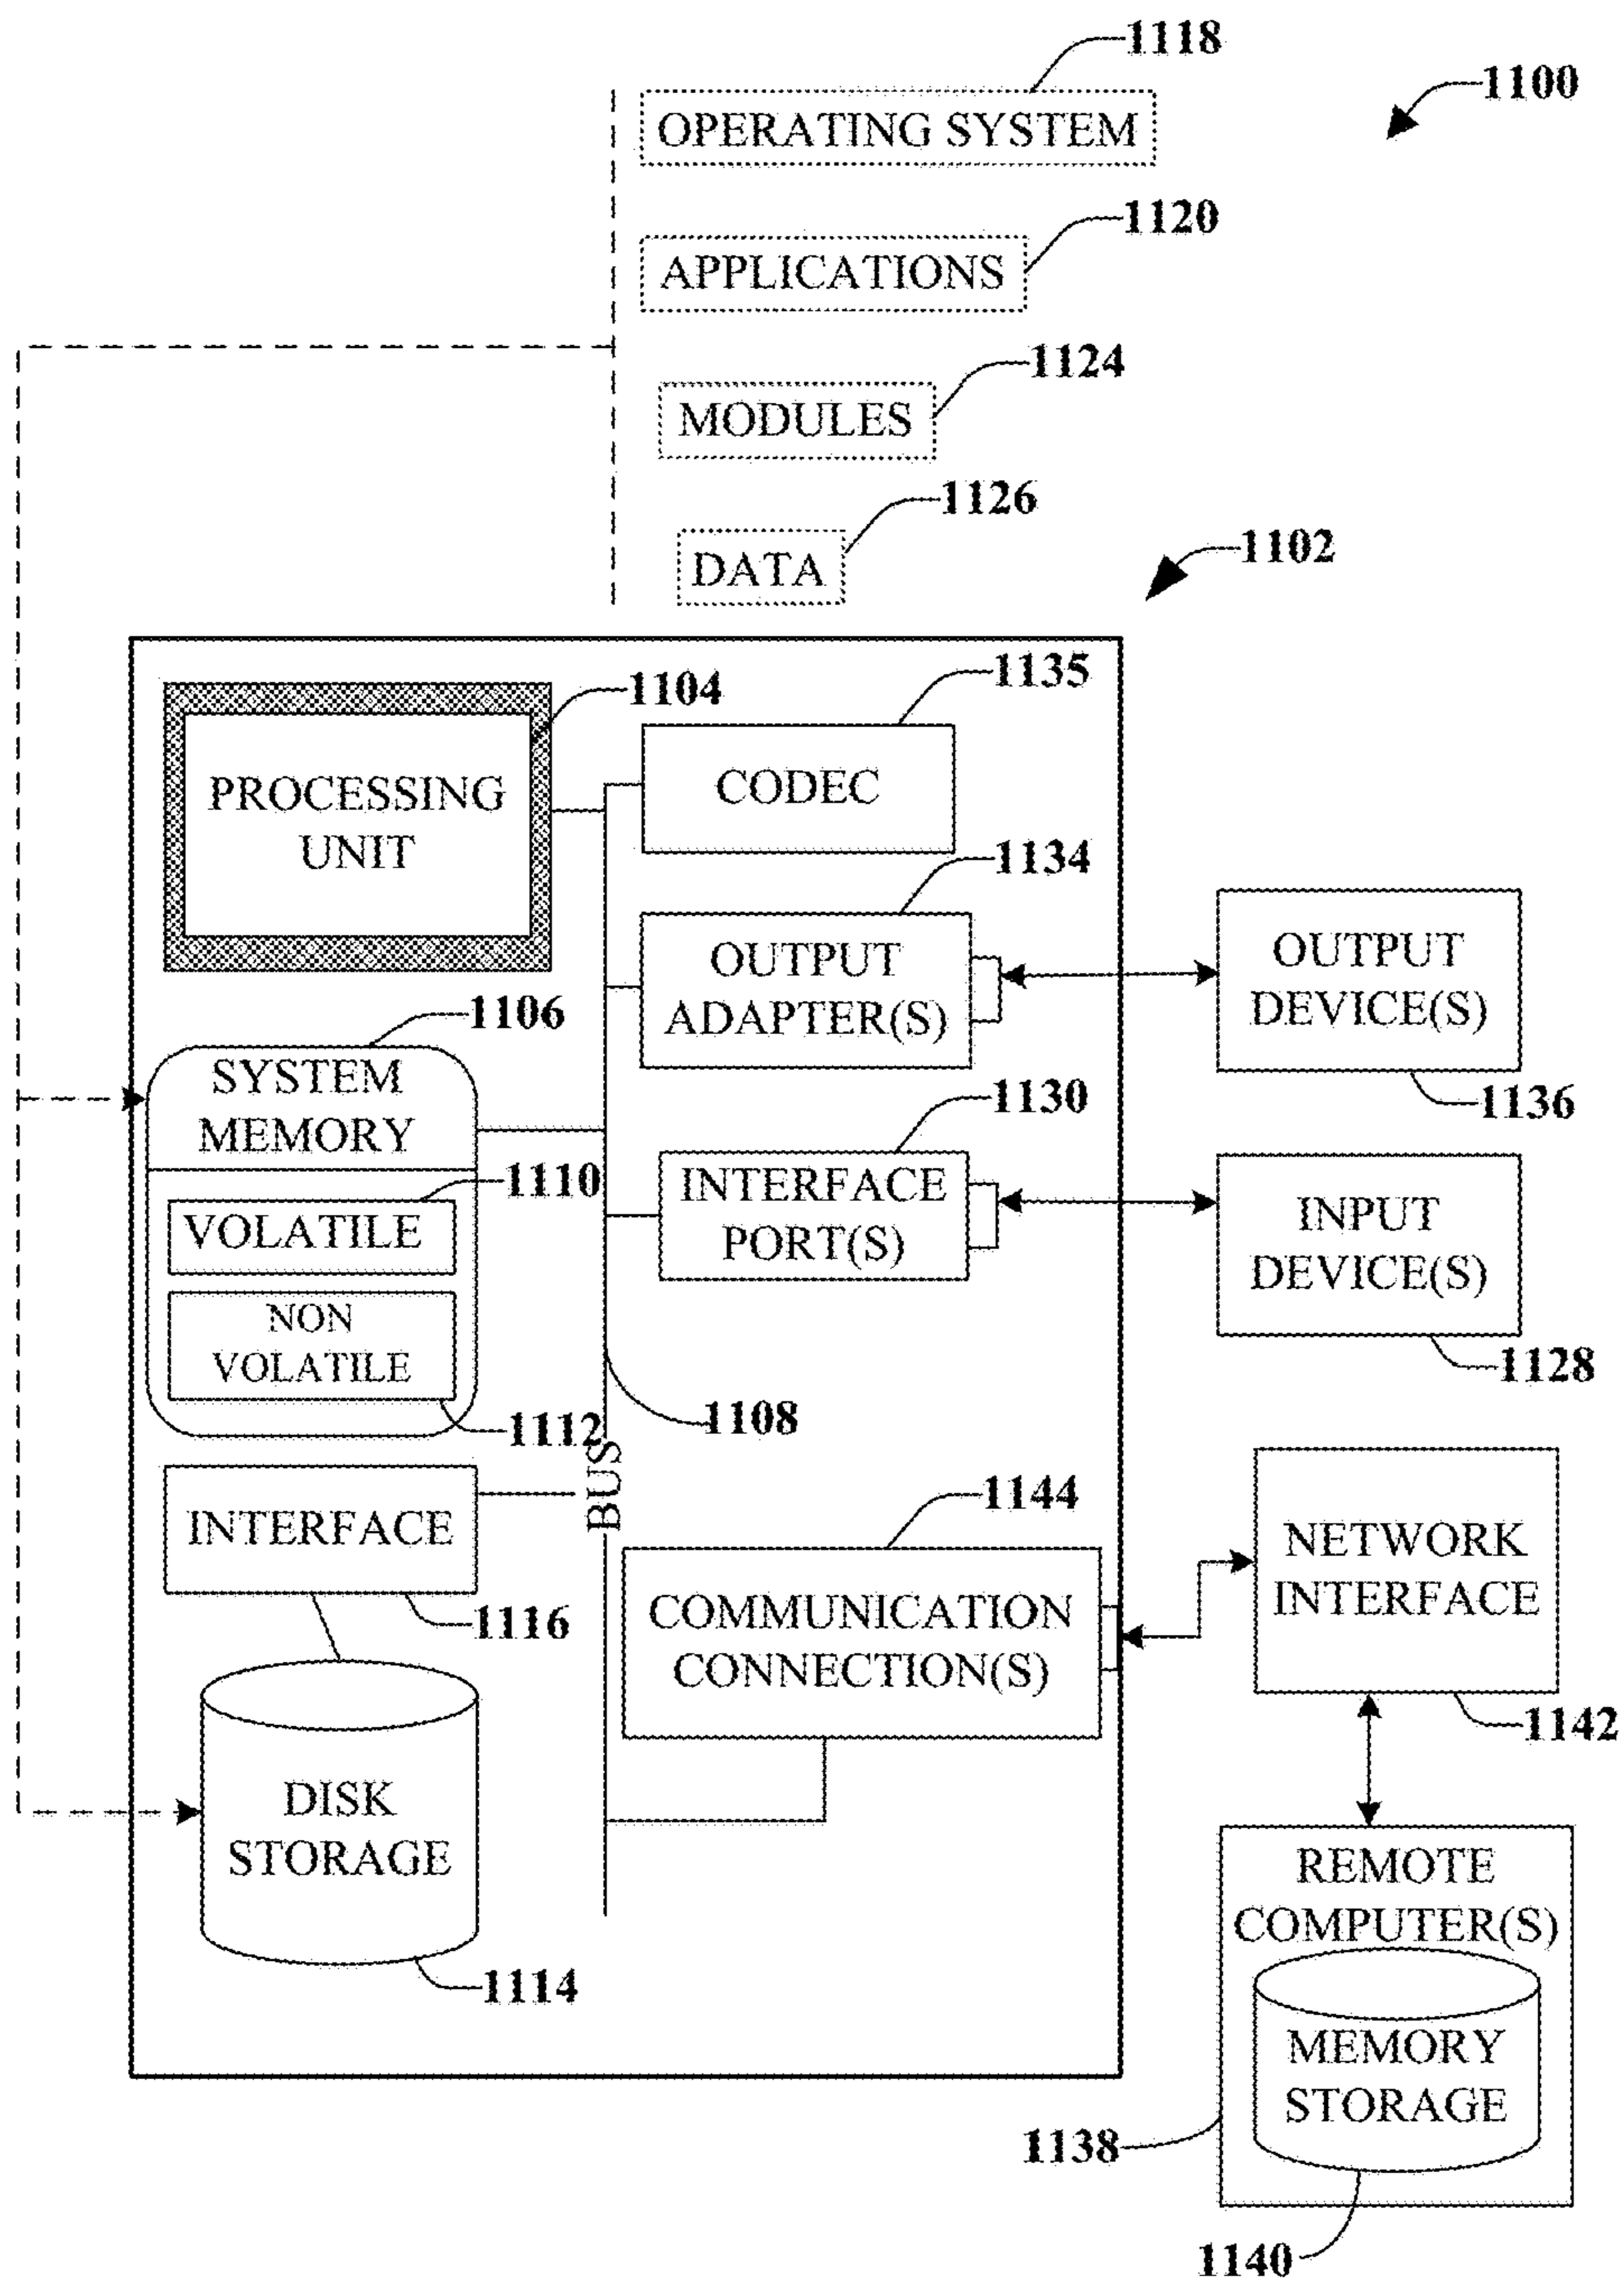 1118
1100
OPERATING SYSTEM
1120
APPLICATIONS
1124
MODULES
1126
DATA
1102
1135
1104
CODEC
PROCESSING
UNIT
1134
OUTPUT
ADAPTER(S)
OUTPUT
DEVICE(S)
1136
1106
SYSTEM
MEMORY
1130
INTERFACE
PORT(S)
INPUT
DEVICE(S)
1128
1110
VOLATILE
NON
VOLATILE
1112
1108
BUS
INTERFACE
1116
1144
COMMUNICATION
CONNECTION(S)
NETWORK
INTERFACE
1142
DISK
STORAGE
1114
REMOTE
COMPUTER(S)
MEMORY
STORAGE
1138
1140